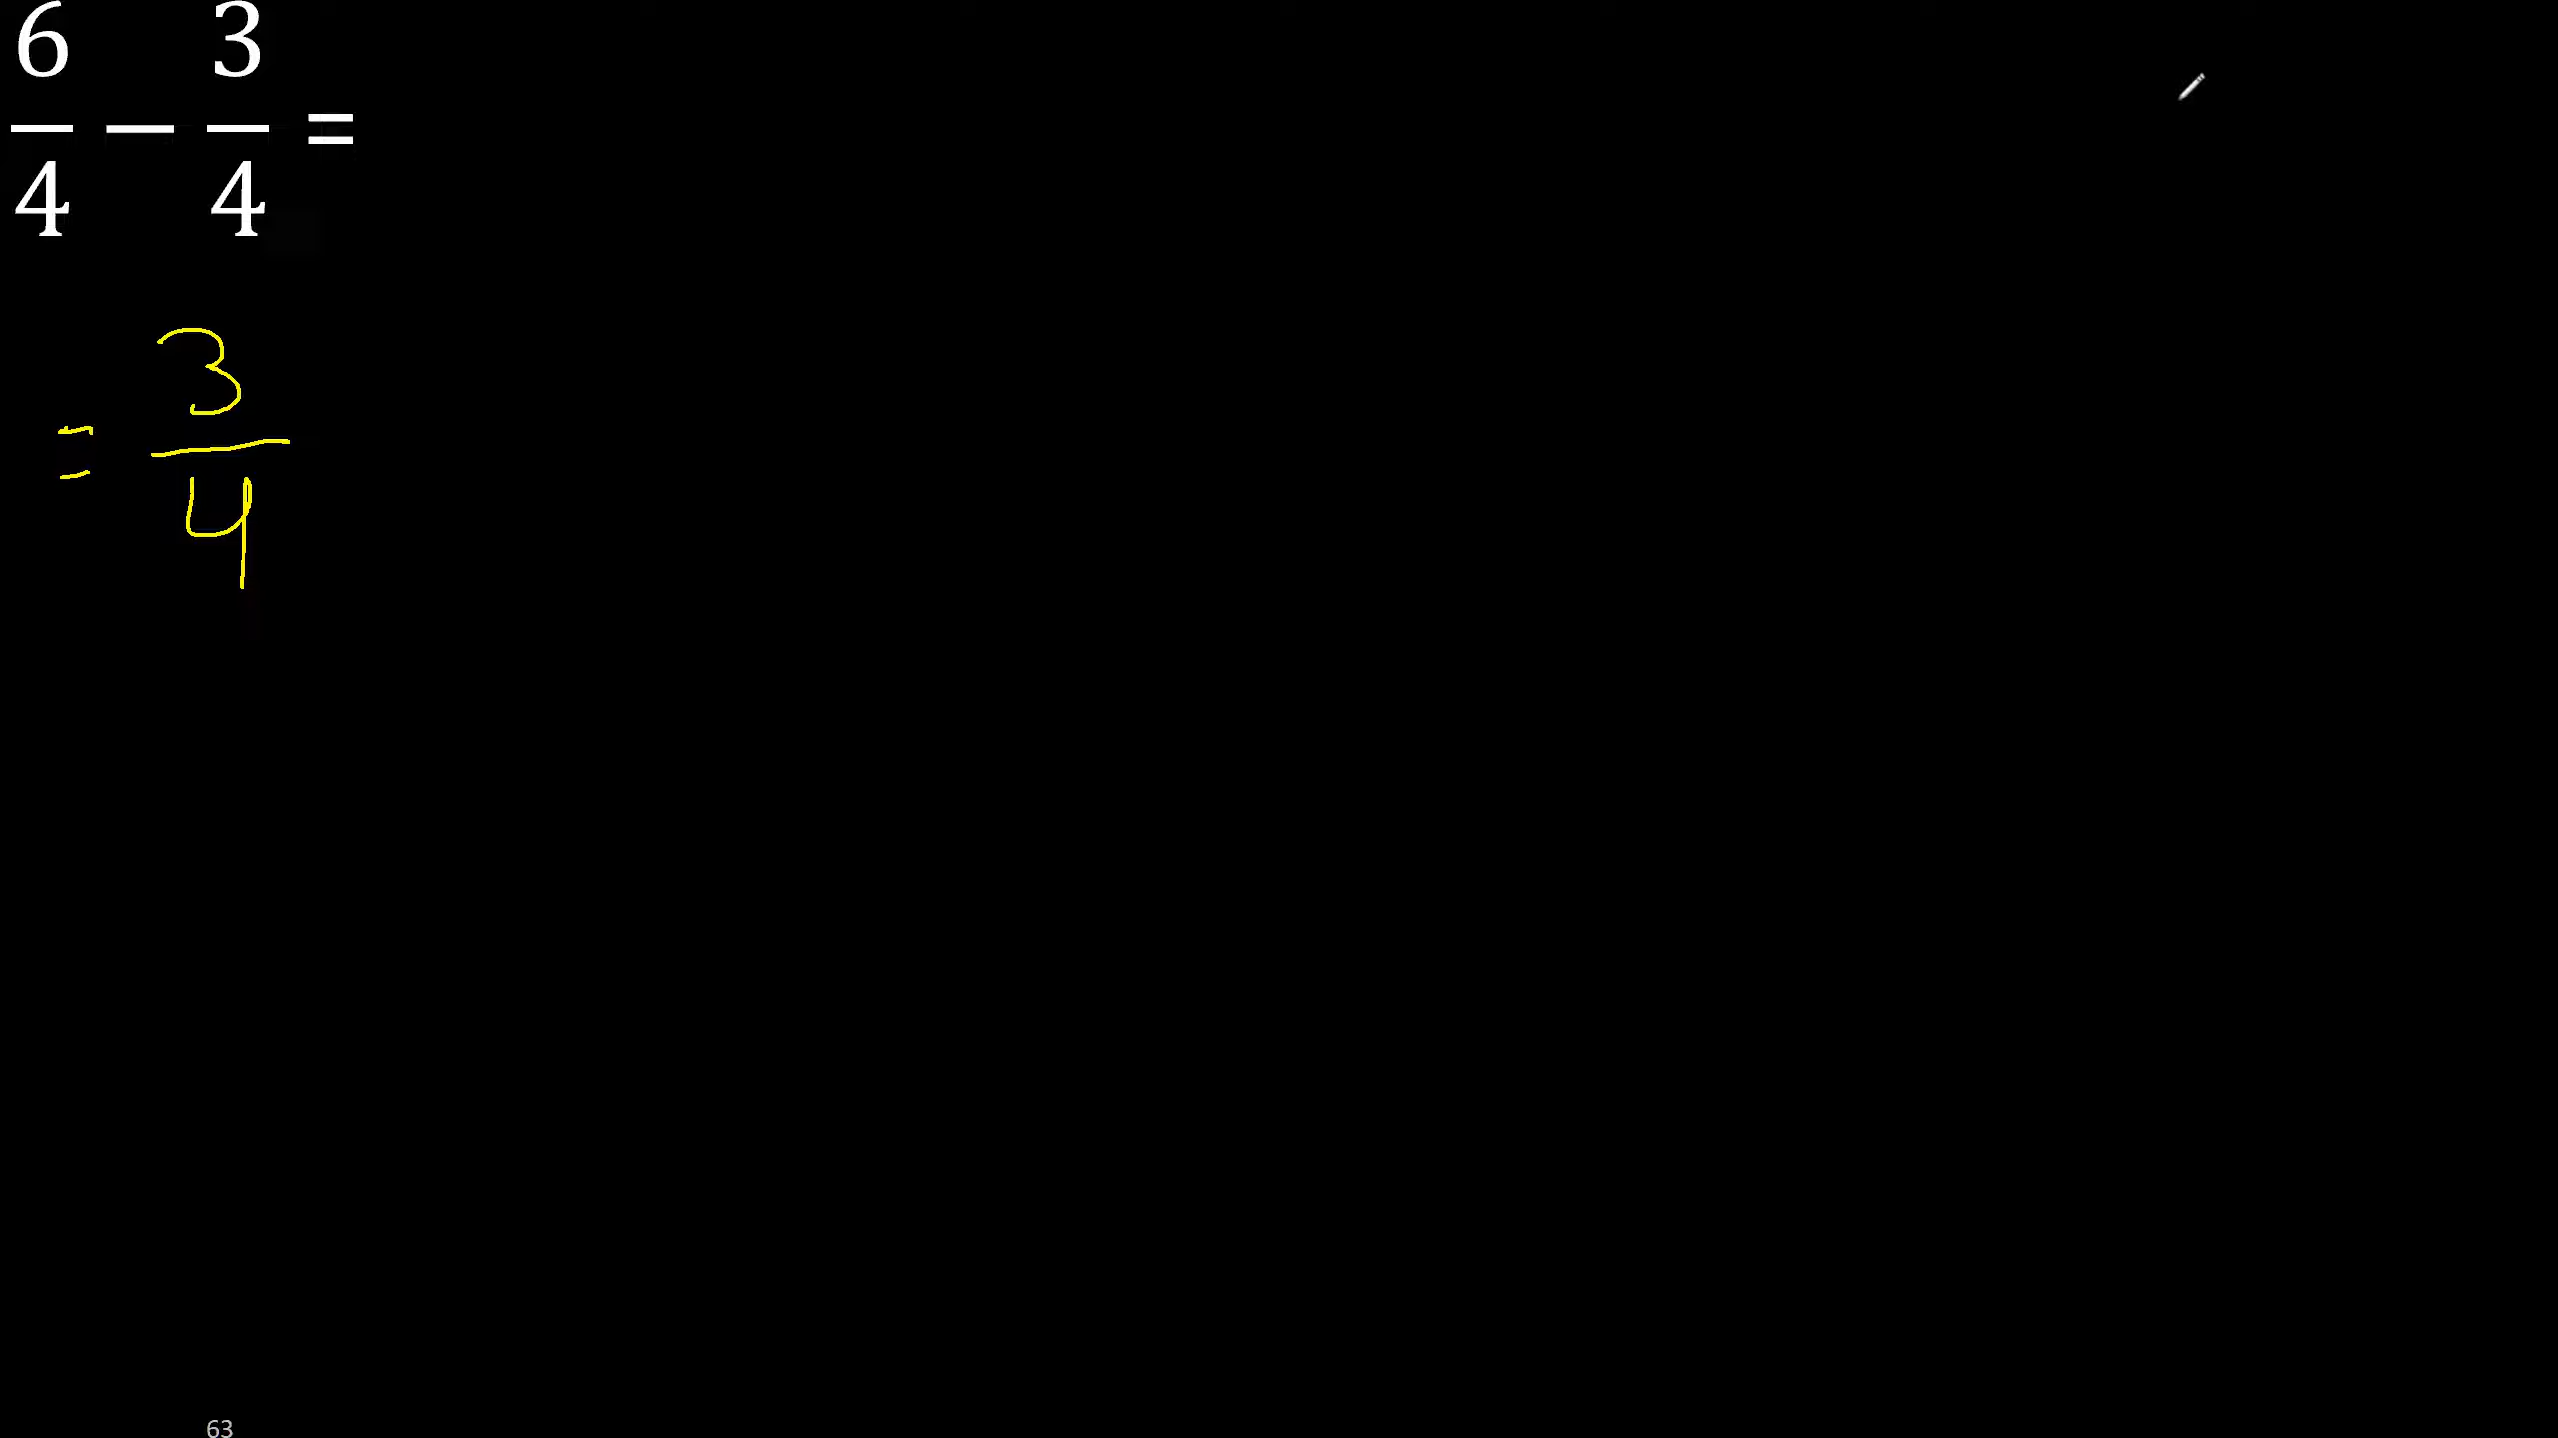 6/4 − 3/4 =
= 3/4
63